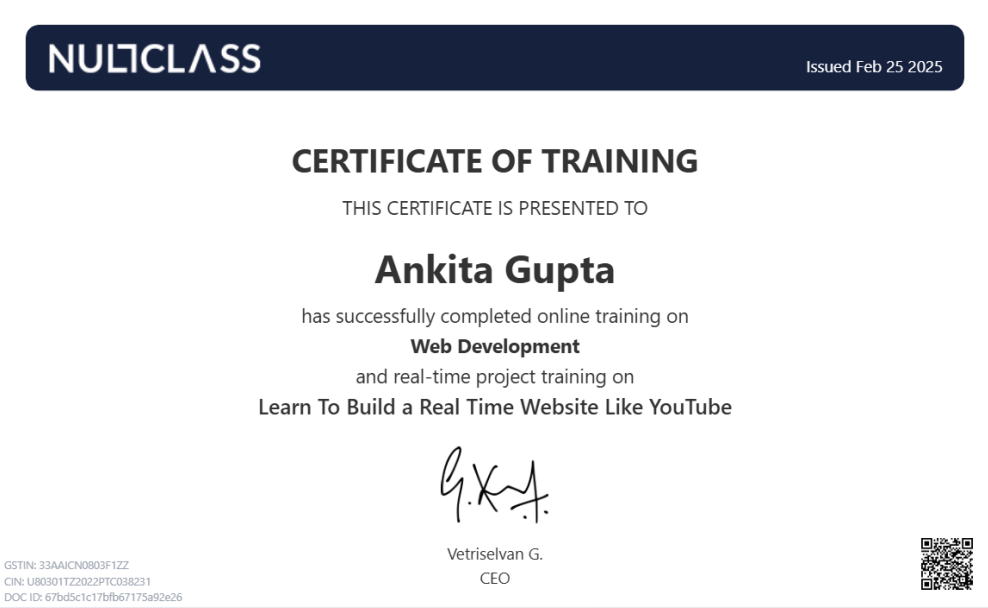 NULLCLASS
Issued Feb 25 2025
CERTIFICATE OF TRAINING
THIS CERTIFICATE IS PRESENTED TO
Ankita Gupta
has successfully completed online training on
Web Development
and real-time project training on
Learn To Build a Real Time Website Like YouTube
Vetriselvan G.
CEO
GSTIN: 33AAICN0803F1ZZ
CIN: U80301TZ2022PTC038231
DOC ID: 67bd5c1c17bfb67175a92e26